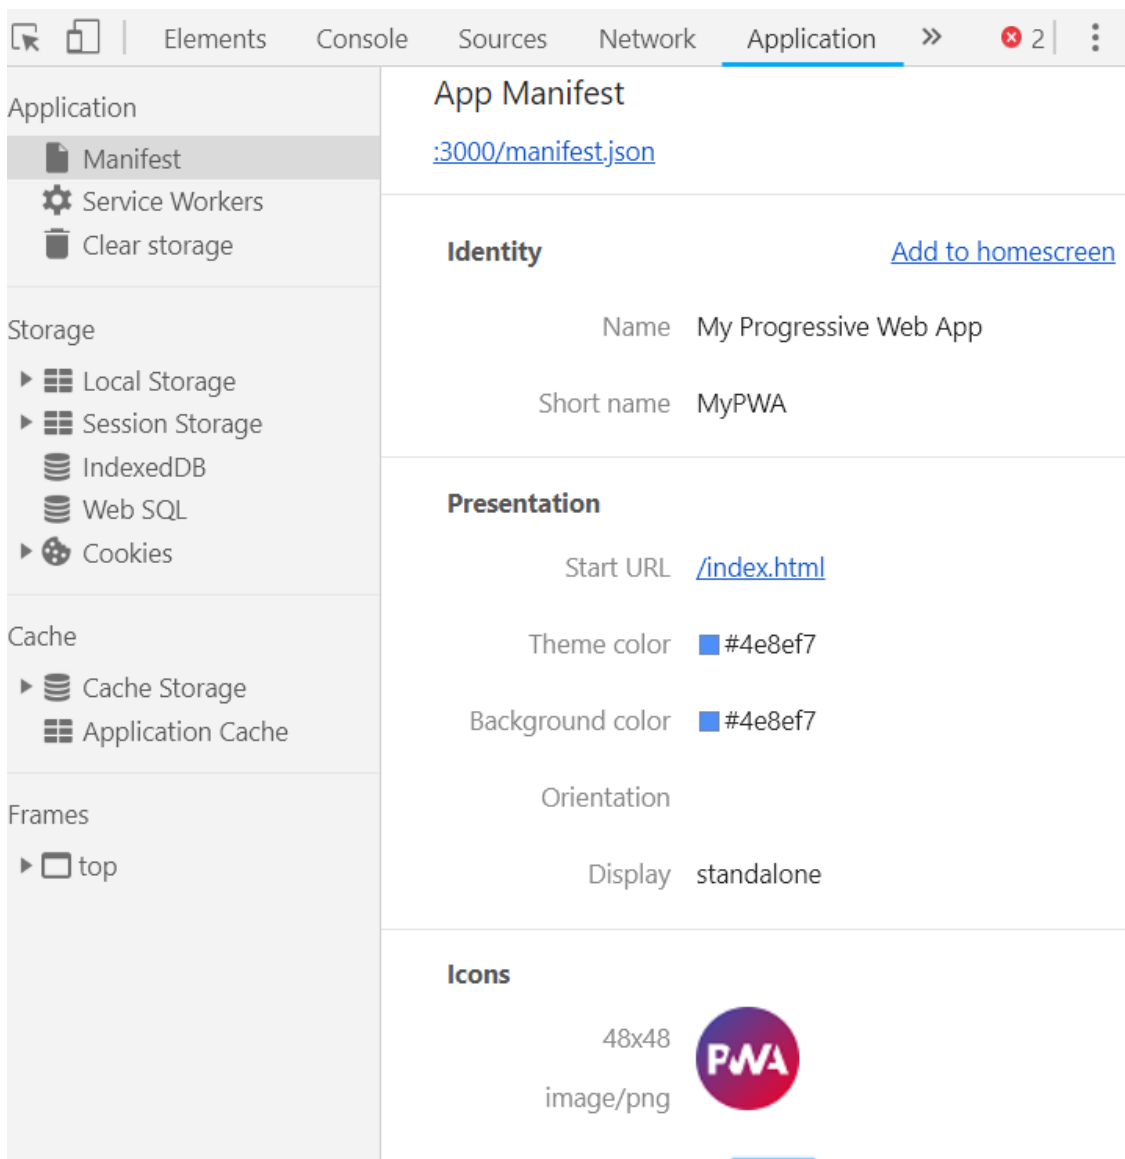 Elements Console Sources Network Application » 2
Application
Manifest
Service Workers
Clear storage
Storage
Local Storage
Session Storage
IndexedDB
Web SQL
Cookies
Cache
Cache Storage
Application Cache
Frames
top
App Manifest
:3000/manifest.json
Identity Add to homescreen
Name My Progressive Web App
Short name MyPWA
Presentation
Start URL /index.html
Theme color #4e8ef7
Background color #4e8ef7
Orientation
Display standalone
Icons
48x48
PWA
image/png